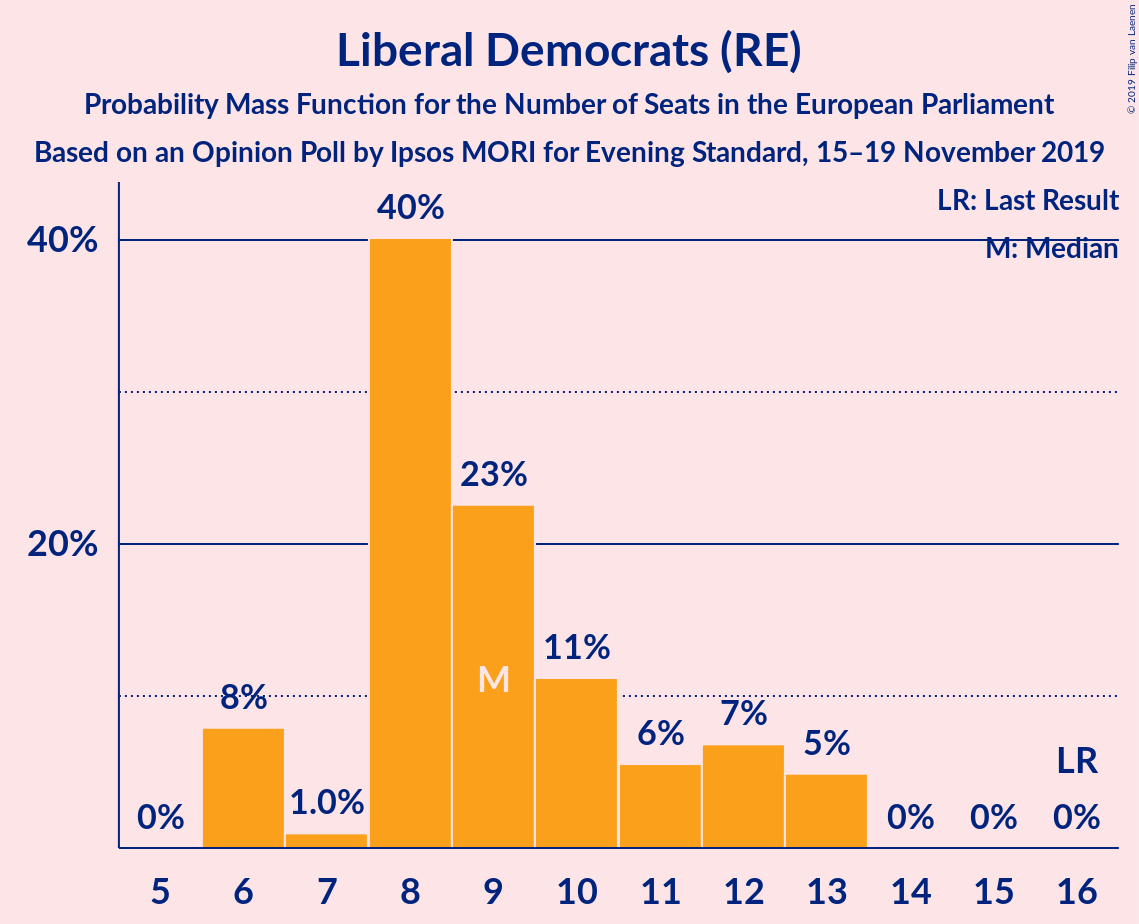 Liberal Democrats (RE)
Probability Mass Function for the Number of Seats in the European Parliament
Based on an Opinion Poll by Ipsos MORI for Evening Standard, 15–19 November 2019
© 2019 Filip van Laenen
LR: Last Result
M: Median
40%
20%
0%
8%
1.0%
40%
23%
M
11%
6%
7%
5%
0%
0%
LR
0%
5 6 7 8 9 10 11 12 13 14 15 16